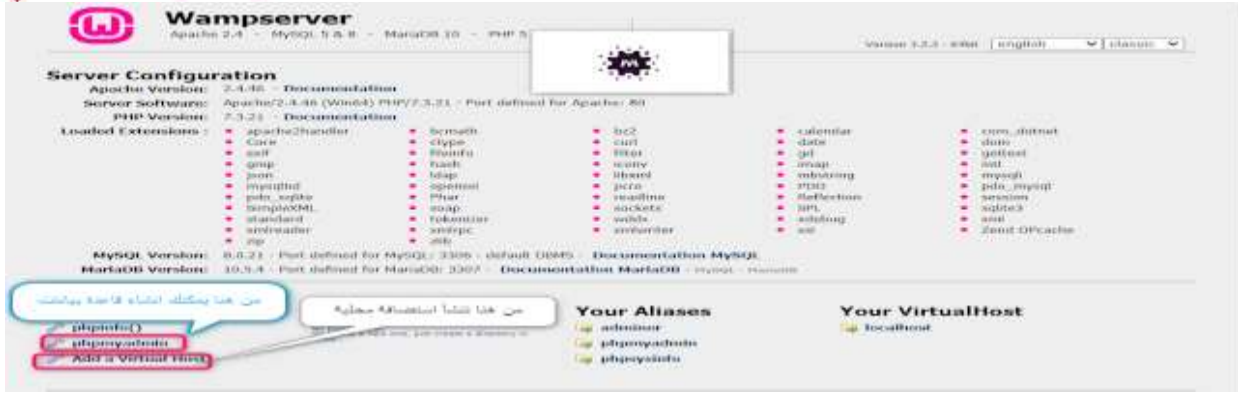 Wampserver
Apache 2.4 - MySQL 5 & 8 - MariaDB 10 - PHP 5
Version 3.2.3 - 64bit english classic
Server Configuration
Apache Version: 2.4.46 - Documentation
Server Software: Apache/2.4.46 (Win64) PHP/7.3.21 - Port defined for Apache: 80
PHP Version: 7.3.21 - Documentation
Loaded Extensions :
apache2handler bcmath bz2 calendar com_dotnet
Core ctype curl date dom
exif fileinfo filter gd gettext
gmp hash iconv imap intl
json ldap libxml mbstring mysqli
mysqlnd openssl pcre PDO pdo_mysql
pdo_sqlite Phar readline Reflection session
SimpleXML soap sockets SPL sqlite3
standard tokenizer wddx xdebug xml
xmlreader xmlrpc xmlwriter xsl Zend OPcache
zip zlib
MySQL Version: 8.0.21 - Port defined for MySQL: 3306 - default DBMS - Documentation MySQL
MariaDB Version: 10.5.4 - Port defined for MariaDB: 3307 - Documentation MariaDB
من هنا يمكنك انشاء قاعدة بيانات
من هنا تنشأ استضافة محلية
Your Aliases
Your VirtualHost
phpinfo()
phpmyadmin
Add a Virtual Host
adminer
phpmyadmin
phpsysinfo
localhost